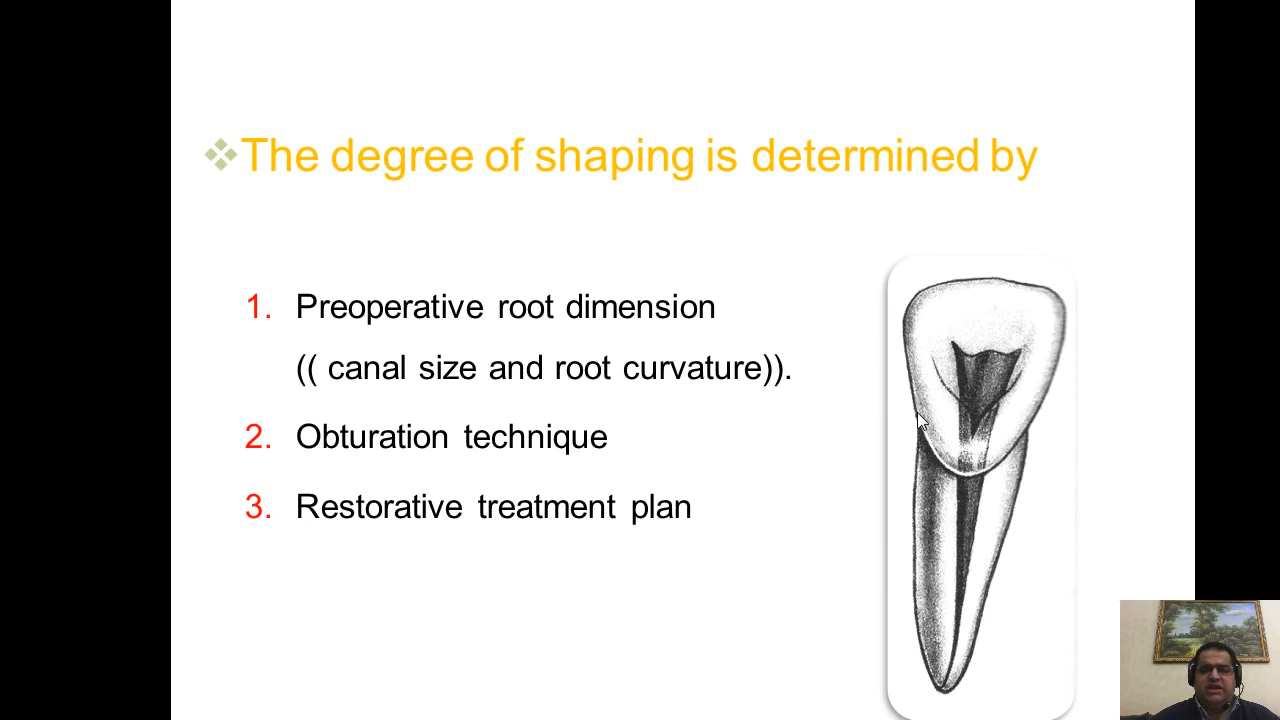 The degree of shaping is determined by
1. Preoperative root dimension
(( canal size and root curvature)).
2. Obturation technique
3. Restorative treatment plan